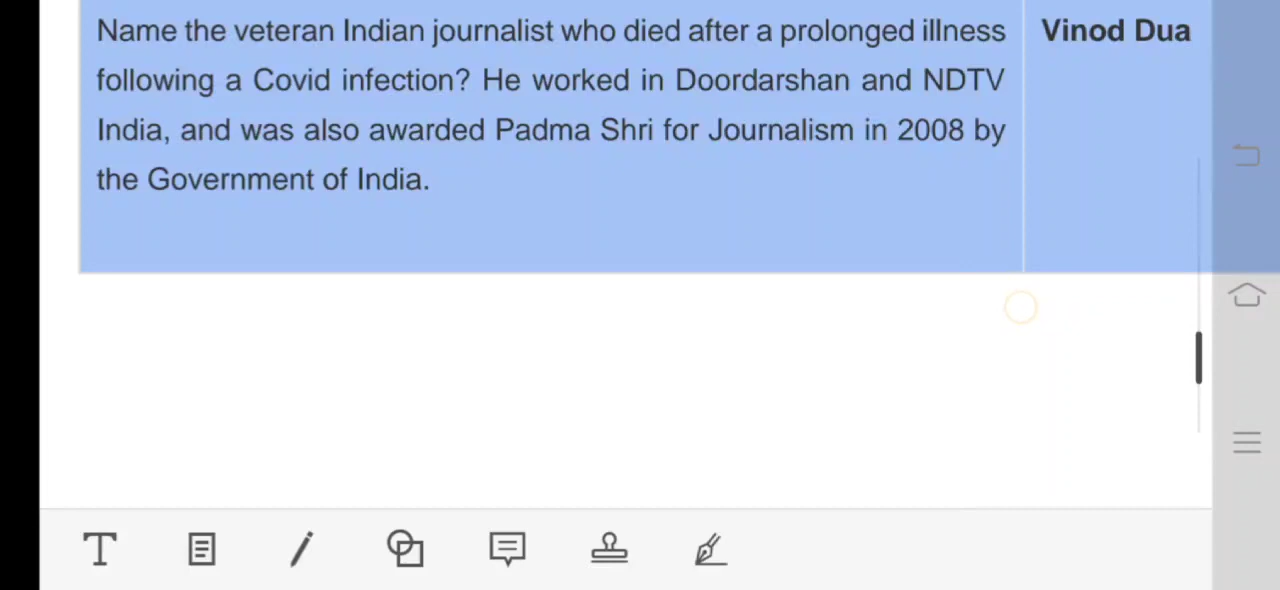 Name the veteran Indian journalist who died after a prolonged illness Vinod Dua
following a Covid infection? He worked in Doordarshan and NDTV
India, and was also awarded Padma Shri for Journalism in 2008 by
the Government of India.